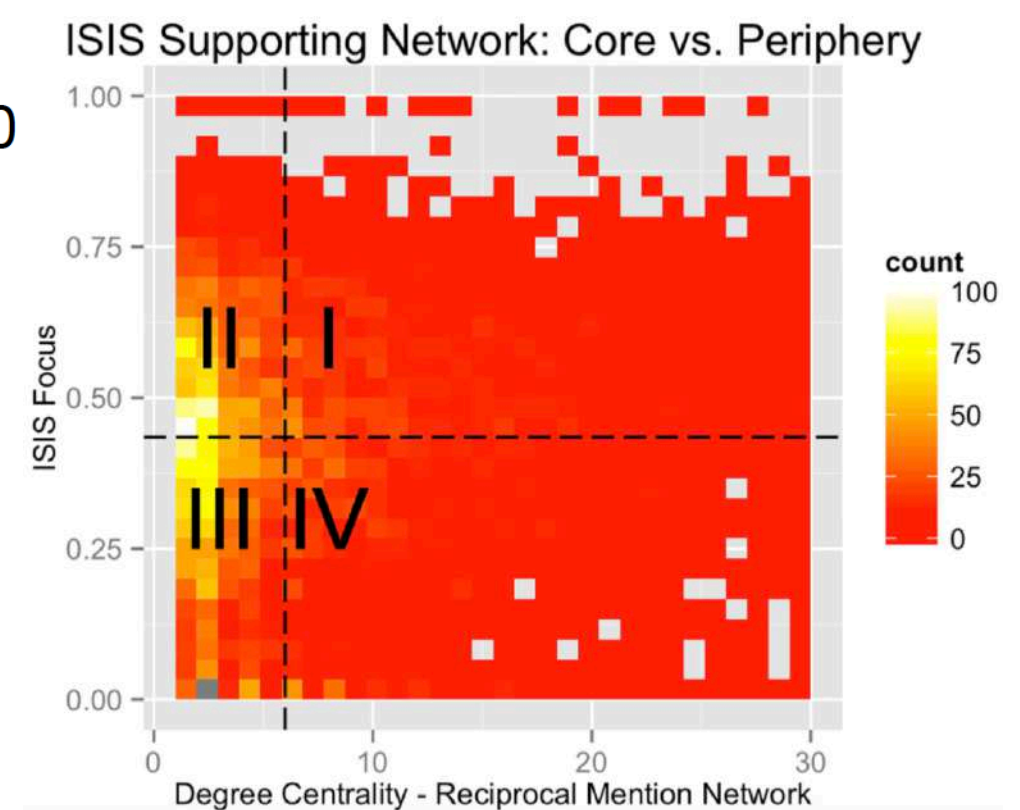 ISIS Supporting Network: Core vs. Periphery
0
1.00
0.75
0.50
0.25
0.00
ISIS Focus
II
I
III
IV
0
10
20
30
Degree Centrality - Reciprocal Mention Network
count
100
75
50
25
0